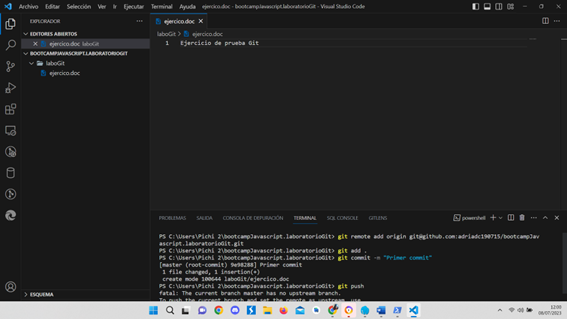 Archivo Editar Selección Ver Ir Ejecutar Terminal Ayuda ejercico.doc - bootcampJavascript.laboratorioGit - Visual Studio Code
EXPLORADOR
ejercico.doc
EDITORES ABIERTOS
ejercico.doc laboGit
BOOTCAMPJAVASCRIPT.LABORATORIOGIT
laboGit
ejercico.doc
laboGit > ejercico.doc
1 Ejercicio de prueba Git
PROBLEMAS SALIDA CONSOLA DE DEPURACIÓN TERMINAL SQL CONSOLE GITLENS
powershell
PS C:\Users\Pichi 2\bootcampJavascript.laboratorioGit> git remote add origin git@github.com:adriadc190715/bootcampJav
ascript.laboratorioGit.git
PS C:\Users\Pichi 2\bootcampJavascript.laboratorioGit> git add .
PS C:\Users\Pichi 2\bootcampJavascript.laboratorioGit> git commit -m "Primer commit"
[master (root-commit) 9e98288] Primer commit
1 file changed, 1 insertion(+)
create mode 100644 laboGit/ejercico.doc
PS C:\Users\Pichi 2\bootcampJavascript.laboratorioGit> git push
fatal: The current branch master has no upstream branch.
To push the current branch and set the remote as upstream, use
ESQUEMA
08/07/2023